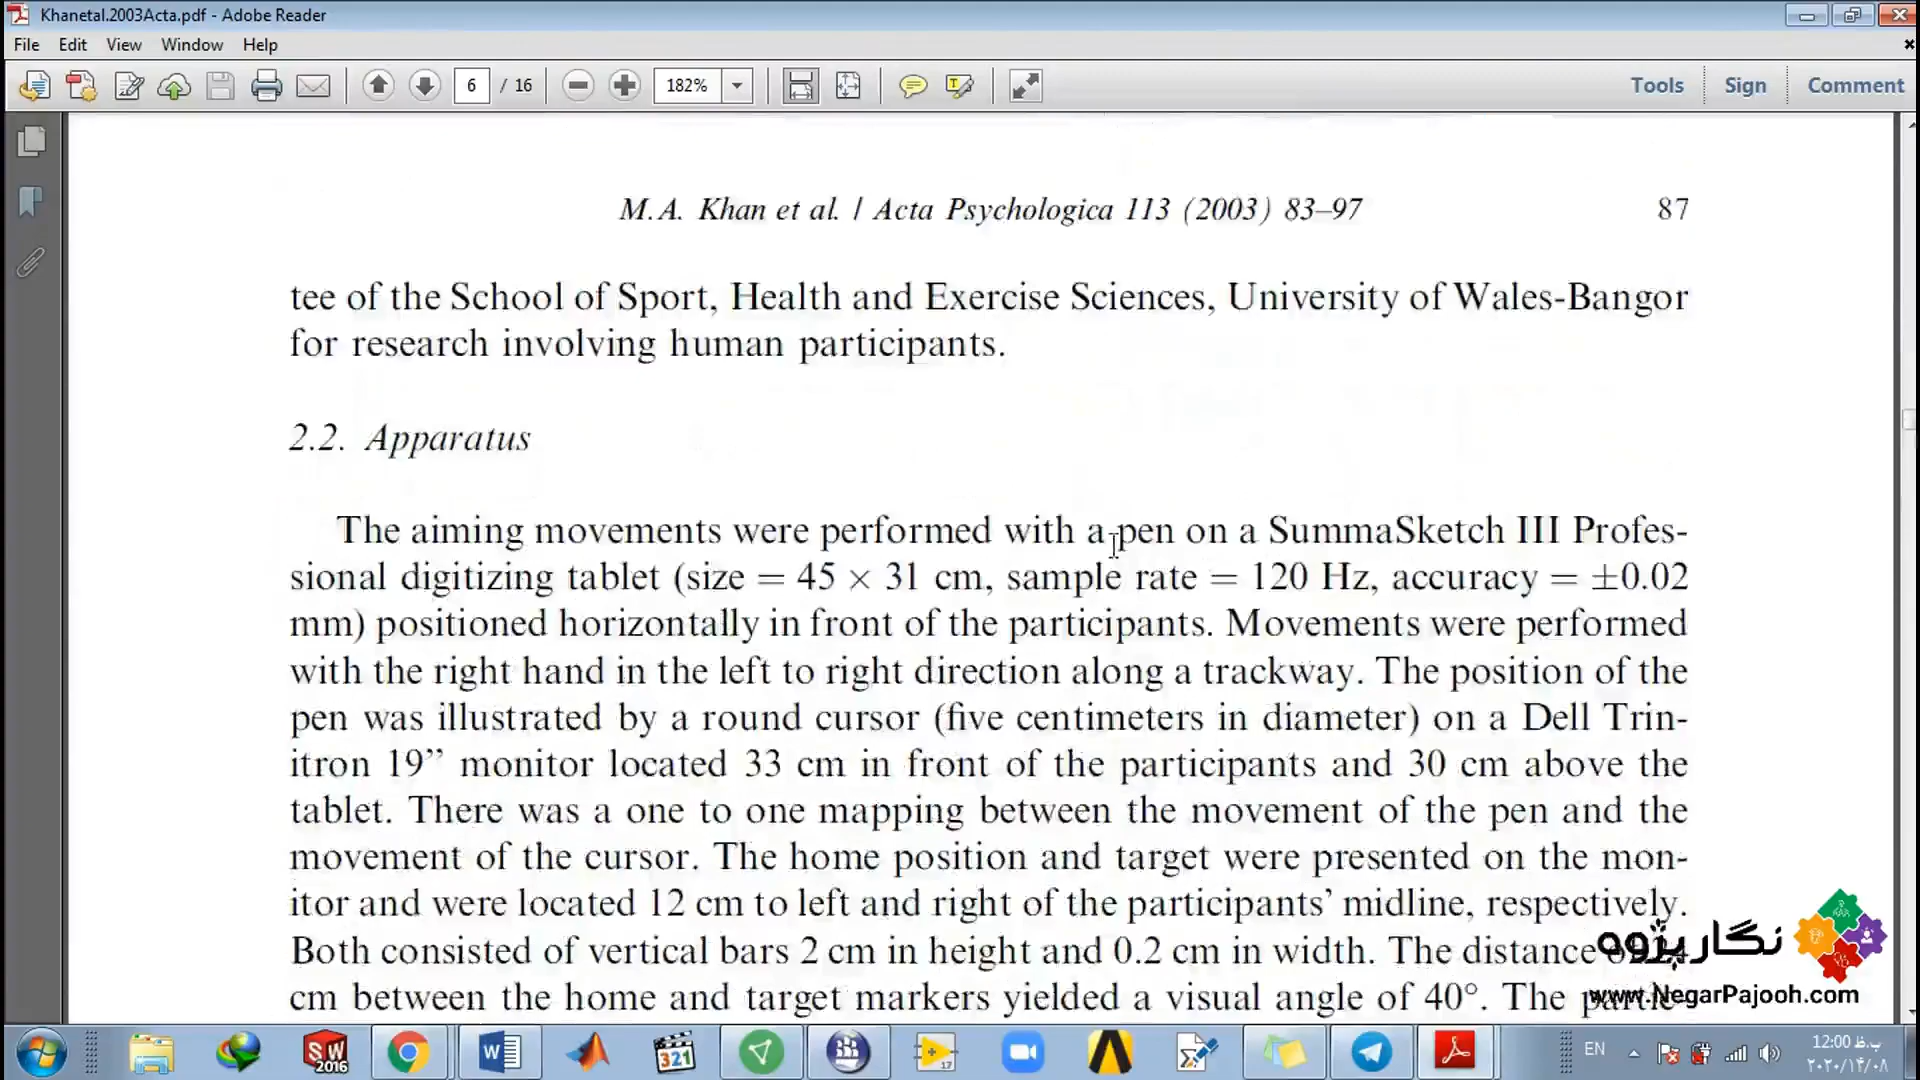 Khanetal.2003Acta.pdf - Adobe Reader
File Edit View Window Help
6 / 16 182% Tools Sign Comment
M.A. Khan et al. / Acta Psychologica 113 (2003) 83–97 87
tee of the School of Sport, Health and Exercise Sciences, University of Wales-Bangor
for research involving human participants.
2.2. Apparatus
The aiming movements were performed with a pen on a SummaSketch III Profes-
sional digitizing tablet (size = 45 × 31 cm, sample rate = 120 Hz, accuracy = ±0.02
mm) positioned horizontally in front of the participants. Movements were performed
with the right hand in the left to right direction along a trackway. The position of the
pen was illustrated by a round cursor (five centimeters in diameter) on a Dell Trin-
itron 19” monitor located 33 cm in front of the participants and 30 cm above the
tablet. There was a one to one mapping between the movement of the pen and the
movement of the cursor. The home position and target were presented on the mon-
itor and were located 12 cm to left and right of the participants’ midline, respectively.
Both consisted of vertical bars 2 cm in height and 0.2 cm in width. The distance
cm between the home and target markers yielded a visual angle of 40°. The
نگار پژوه
www.NegarPajooh.com
SW 2016
321
17
EN
12:00 ب.ظ
۲۰۲۰/۱۴/۰۸